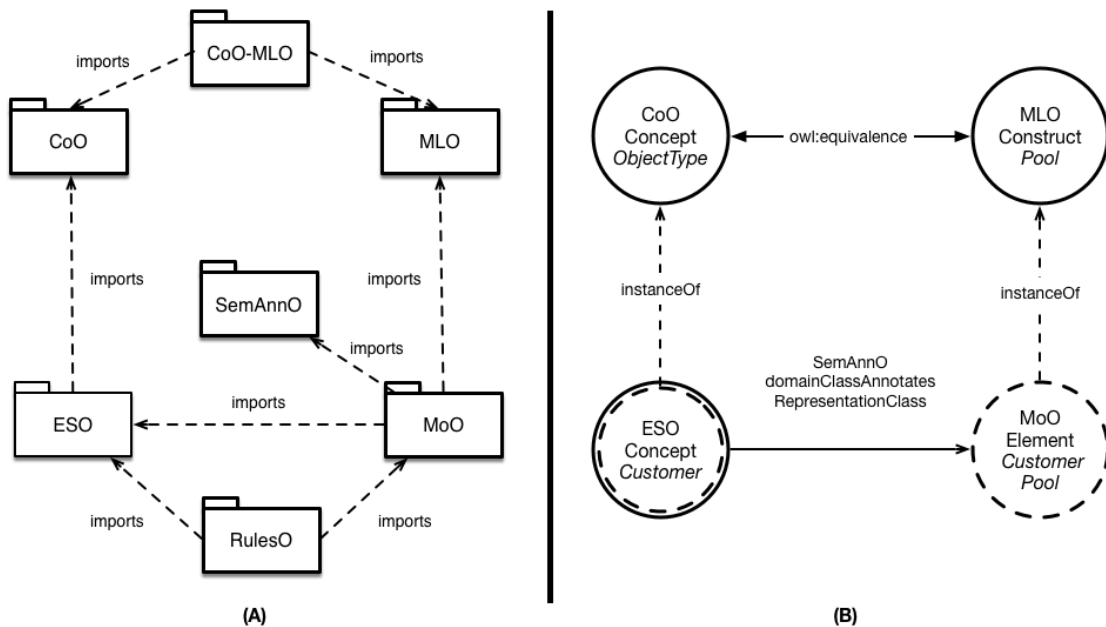 CoO-MLO
imports
imports
CoO
MLO
imports
imports
SemAnnO
imports
imports
ESO
MoO
imports
imports
RulesO
(A)
CoO
Concept
ObjectType
owl:equivalence
MLO
Construct
Pool
instanceOf
instanceOf
SemAnnO
domainClassAnnotates
RepresentationClass
ESO
Concept
Customer
MoO
Element
Customer
Pool
(B)